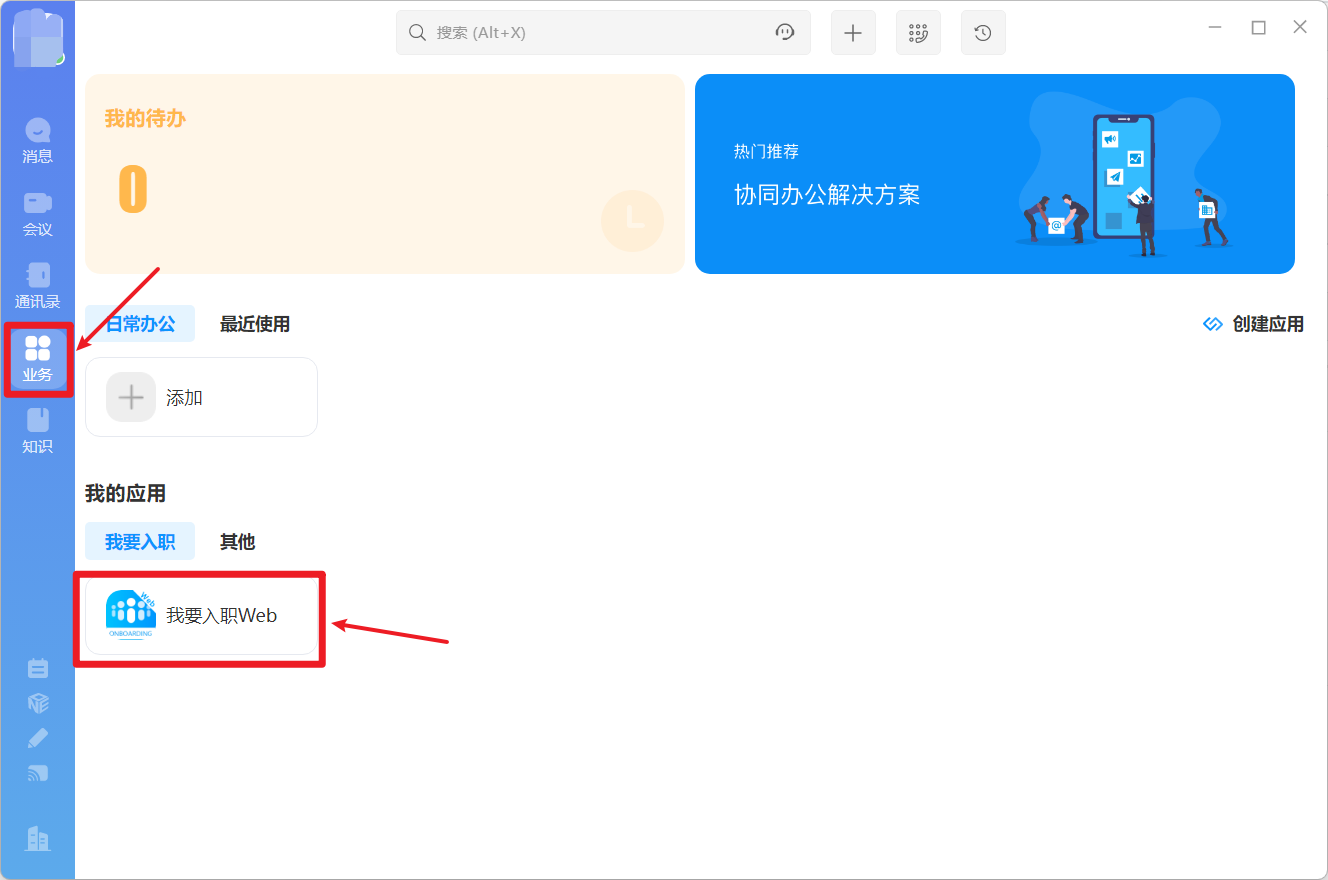 搜索 (Alt+X)
消息
会议
通讯录
业务
知识
我的待办
0
热门推荐
协同办公解决方案
@
日常办公 最近使用
创建应用
添加
我的应用
我要入职 其他
Web
ONBOARDING
我要入职Web